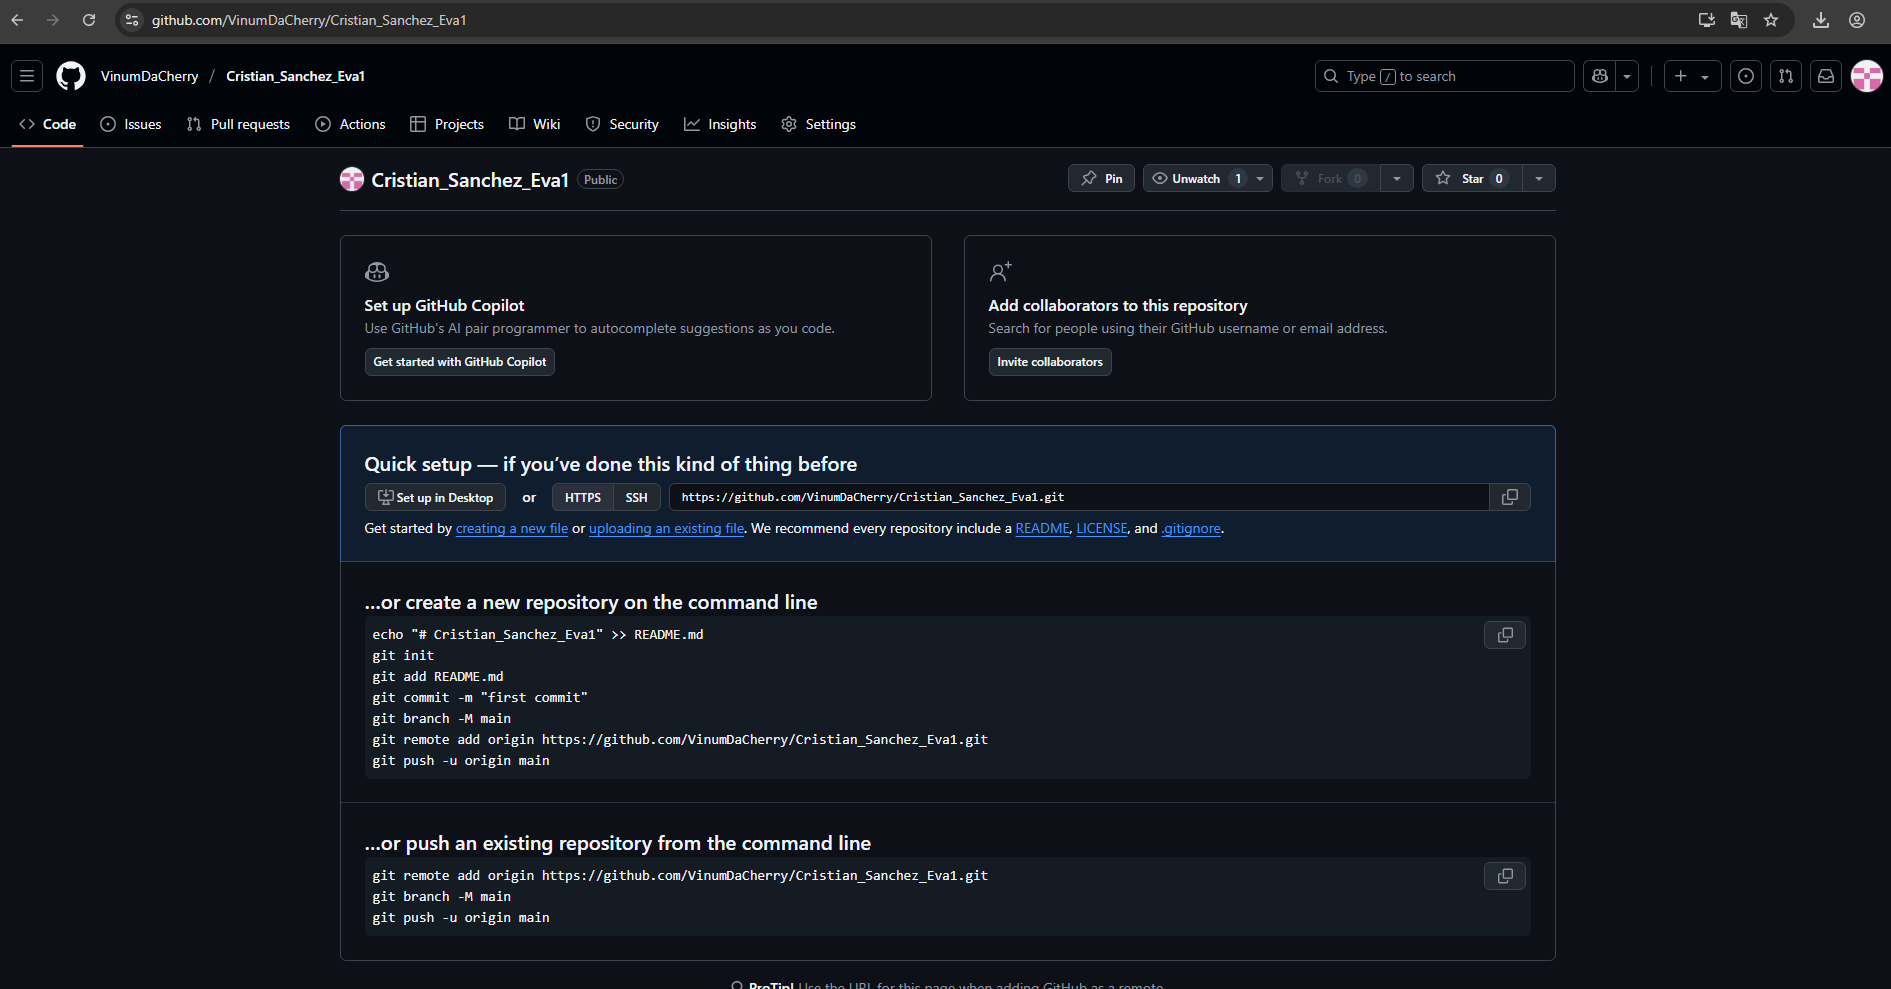 github.com/VinumDaCherry/Cristian_Sanchez_Eva1
VinumDaCherry / Cristian_Sanchez_Eva1
Type / to search
Code Issues Pull requests Actions Projects Wiki Security Insights Settings
Cristian_Sanchez_Eva1 Public
Pin Unwatch 1 Fork 0 Star 0
Set up GitHub Copilot
Use GitHub's AI pair programmer to autocomplete suggestions as you code.
Get started with GitHub Copilot
Add collaborators to this repository
Search for people using their GitHub username or email address.
Invite collaborators
Quick setup — if you’ve done this kind of thing before
Set up in Desktop or HTTPS SSH https://github.com/VinumDaCherry/Cristian_Sanchez_Eva1.git
Get started by creating a new file or uploading an existing file. We recommend every repository include a README, LICENSE, and .gitignore.
…or create a new repository on the command line
echo "# Cristian_Sanchez_Eva1" >> README.md
git init
git add README.md
git commit -m "first commit"
git branch -M main
git remote add origin https://github.com/VinumDaCherry/Cristian_Sanchez_Eva1.git
git push -u origin main
…or push an existing repository from the command line
git remote add origin https://github.com/VinumDaCherry/Cristian_Sanchez_Eva1.git
git branch -M main
git push -u origin main
ProTip! Use the URL for this page when adding GitHub as a remote.